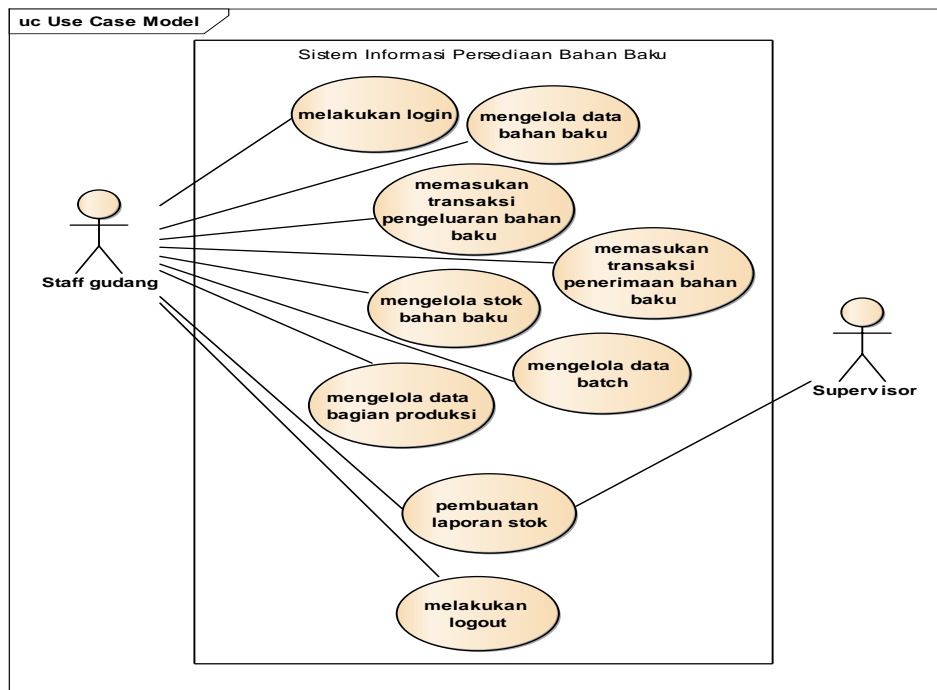 uc Use Case Model
Sistem Informasi Persediaan Bahan Baku
melakukan login
mengelola data
bahan baku
memasukan
transaksi
pengeluaran bahan
baku
memasukan
transaksi
penerimaan bahan
baku
Staff gudang
mengelola stok
bahan baku
mengelola data
batch
Supervisor
mengelola data
bagian produksi
pembuatan
laporan stok
melakukan
logout